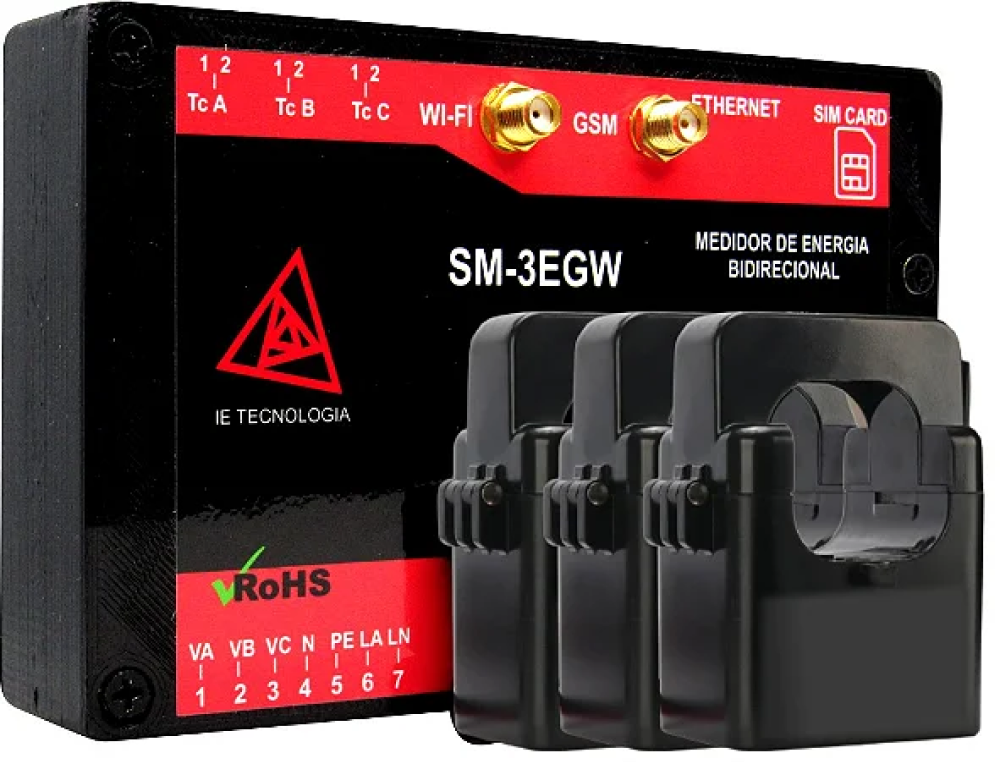 1 2
1 2
1 2
Tc A
Tc B
Tc C
WI-FI
GSM
ETHERNET
SIM CARD
SM-3EGW
MEDIDOR DE ENERGIA
BIDIRECIONAL
IE TECNOLOGIA
RoHS
VA VB VC N PE LA LN
1 2 3 4 5 6 7